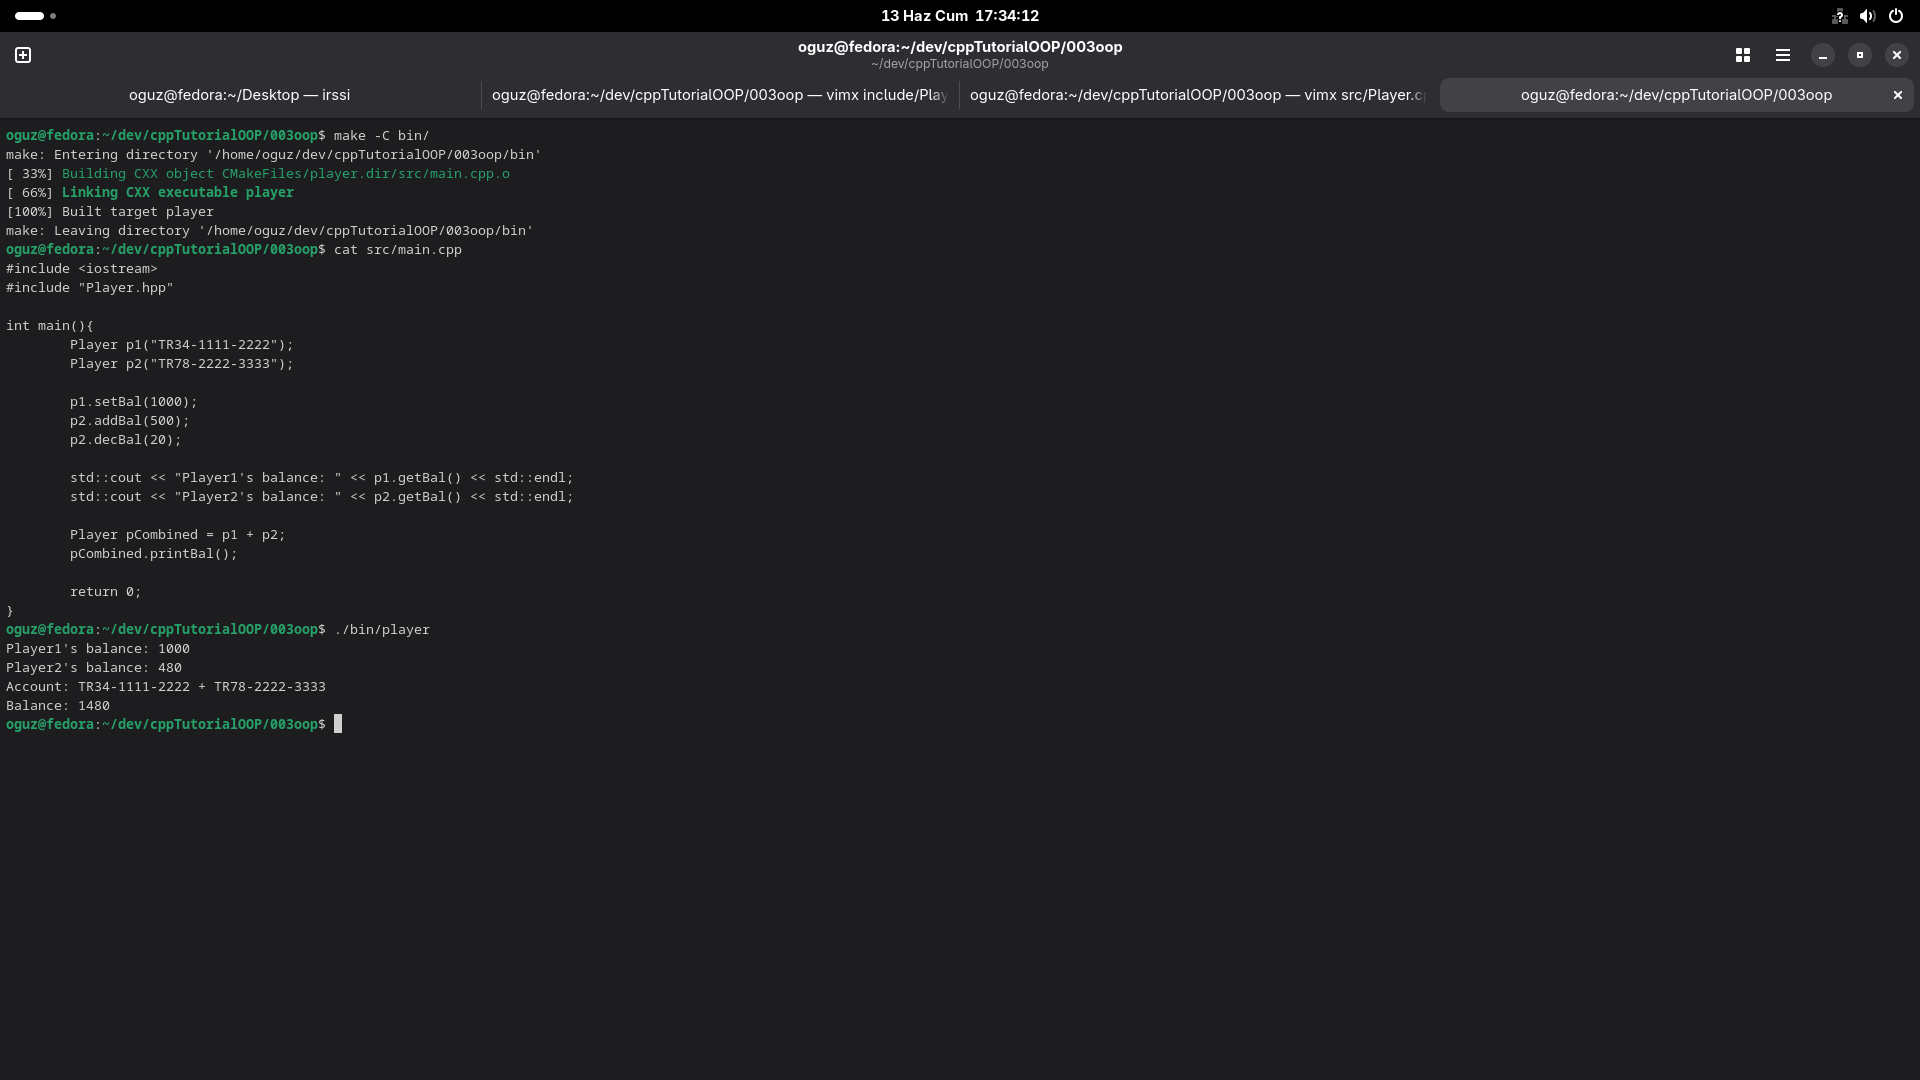 13 Haz Cum 17:34:12
oguz@fedora:~/dev/cppTutorialOOP/003oop
~/dev/cppTutorialOOP/003oop
oguz@fedora:~/Desktop — irssi
oguz@fedora:~/dev/cppTutorialOOP/003oop — vimx include/Play
oguz@fedora:~/dev/cppTutorialOOP/003oop — vimx src/Player.c
oguz@fedora:~/dev/cppTutorialOOP/003oop
oguz@fedora:~/dev/cppTutorialOOP/003oop$ make -C bin/
make: Entering directory '/home/oguz/dev/cppTutorialOOP/003oop/bin'
[ 33%] Building CXX object CMakeFiles/player.dir/src/main.cpp.o
[ 66%] Linking CXX executable player
[100%] Built target player
make: Leaving directory '/home/oguz/dev/cppTutorialOOP/003oop/bin'
oguz@fedora:~/dev/cppTutorialOOP/003oop$ cat src/main.cpp
#include <iostream>
#include "Player.hpp"

int main(){
        Player p1("TR34-1111-2222");
        Player p2("TR78-2222-3333");

        p1.setBal(1000);
        p2.addBal(500);
        p2.decBal(20);

        std::cout << "Player1's balance: " << p1.getBal() << std::endl;
        std::cout << "Player2's balance: " << p2.getBal() << std::endl;

        Player pCombined = p1 + p2;
        pCombined.printBal();

        return 0;
}
oguz@fedora:~/dev/cppTutorialOOP/003oop$ ./bin/player
Player1's balance: 1000
Player2's balance: 480
Account: TR34-1111-2222 + TR78-2222-3333
Balance: 1480
oguz@fedora:~/dev/cppTutorialOOP/003oop$